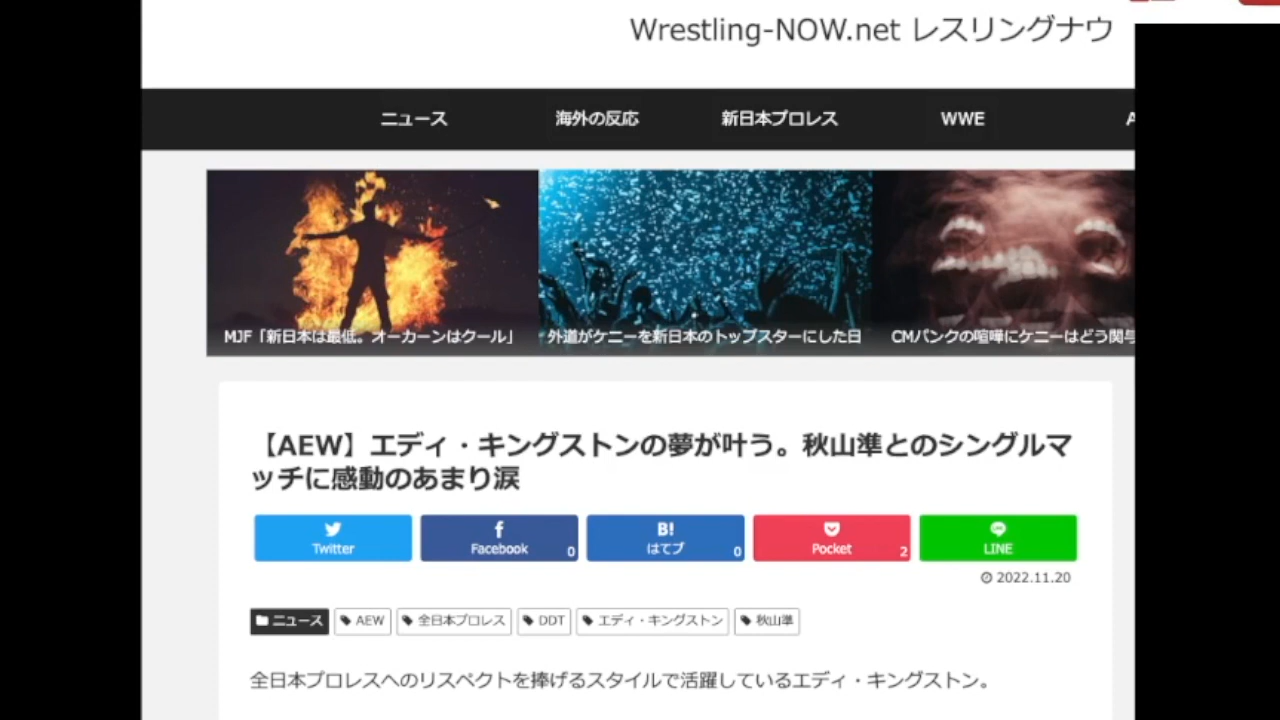 Wrestling-NOW.net レスリングナウ
ニュース 海外の反応 新日本プロレス WWE A
MJF「新日本は最低。オーカーンはクール」 外道がケニーを新日本のトップスターにした日 CMパンクの喧嘩にケニーはどう関与
【AEW】エディ・キングストンの夢が叶う。秋山準とのシングルマ
ッチに感動のあまり涙
Twitter Facebook 0 B! はてブ 0 Pocket 2 LINE
2022.11.20
ニュース AEW 全日本プロレス DDT エディ・キングストン 秋山準
全日本プロレスへのリスペクトを捧げるスタイルで活躍しているエディ・キングストン。